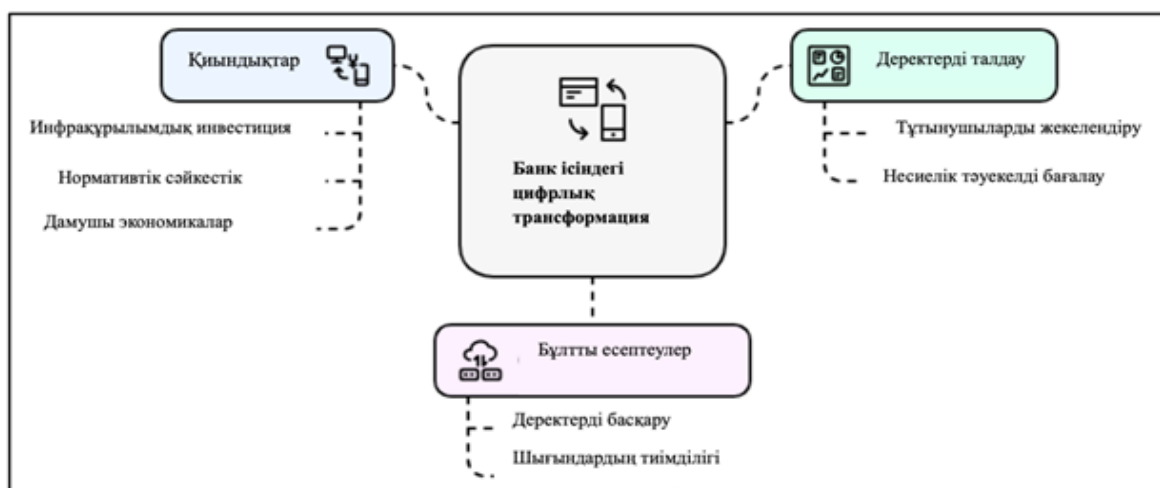 Қиындықтар
Инфрақұрылымдық инвестиция
Нормативтік сәйкестік
Дамушы экономикалар
Банк ісіндегі
цифрлық
трансформация
Деректерді талдау
Тұтынушыларды жекелендіру
Несиелік тәуекелді бағалау
Бұлтты есептеулер
Деректерді басқару
Шығындардың тиімділігі